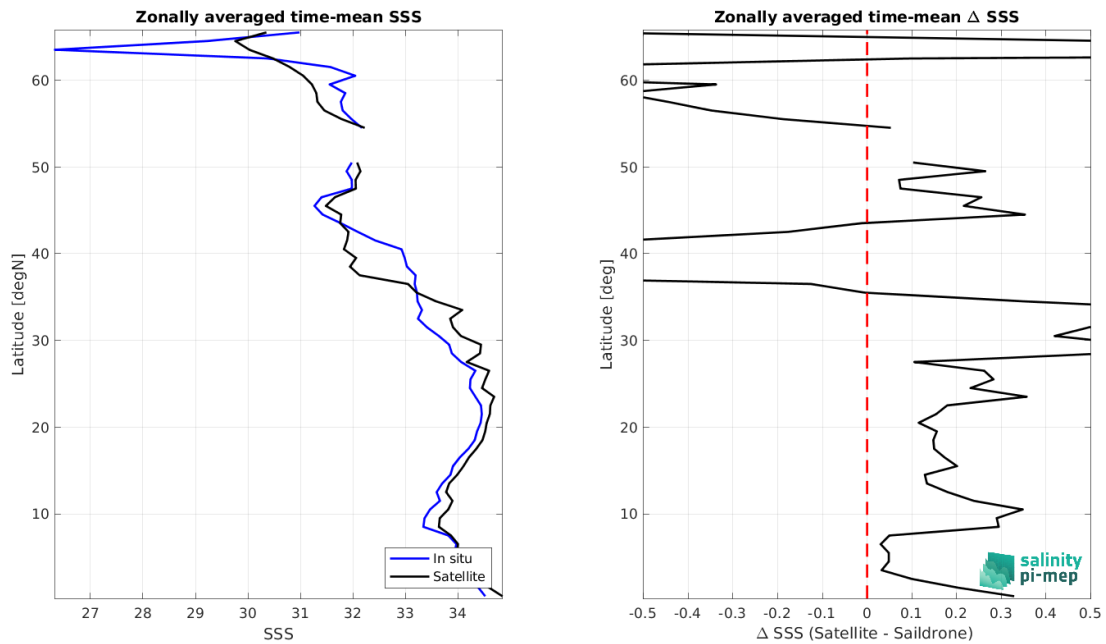 Zonally averaged time-mean SSS
Latitude [degN]
60
50
40
30
20
10
27 28 29 30 31 32 33 34
SSS
In situ
Satellite
Zonally averaged time-mean Δ SSS
Latitude [deg]
60
50
40
30
20
10
-0.5 -0.4 -0.3 -0.2 -0.1 0 0.1 0.2 0.3 0.4 0.5
Δ SSS (Satellite - Saildrone)
salinity
pi-mep